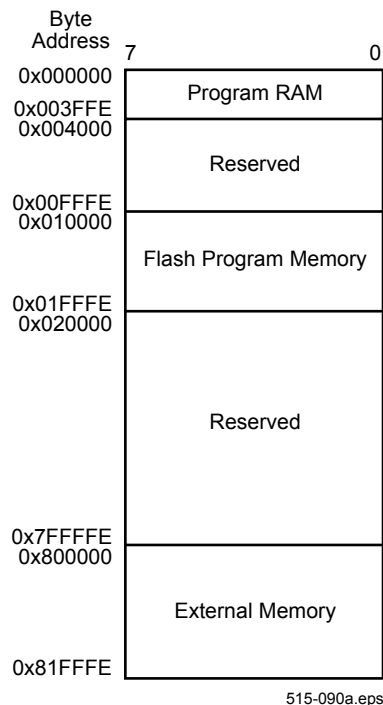 Byte
Address
7 0
0x000000
Program RAM
0x003FFE
0x004000
Reserved
0x00FFFE
0x010000
Flash Program Memory
0x01FFFE
0x020000
Reserved
0x7FFFFE
0x800000
External Memory
0x81FFFE
515-090a.eps